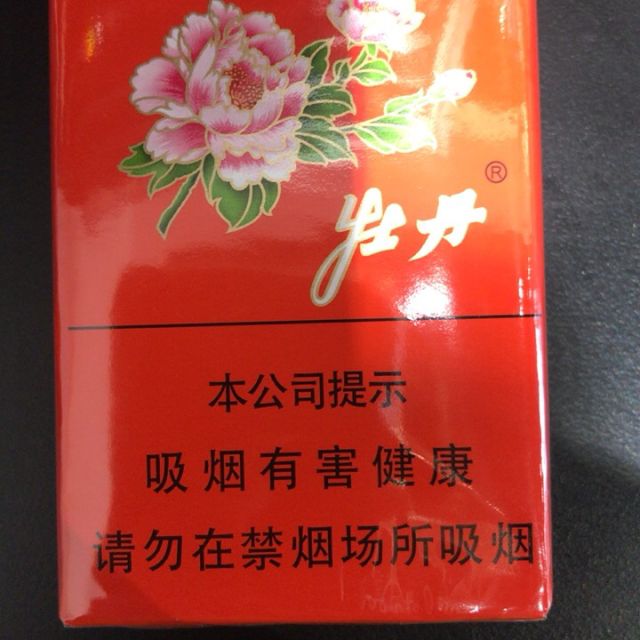 牡丹®
本公司提示
吸烟有害健康
请勿在禁烟场所吸烟